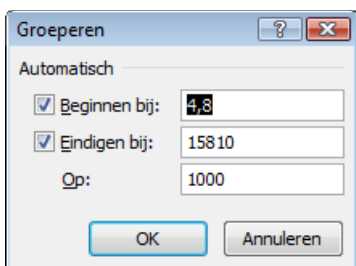 Groeperen
Automatisch
Beginnen bij: 4,8
Eindigen bij: 15810
Op: 1000
OK Annuleren